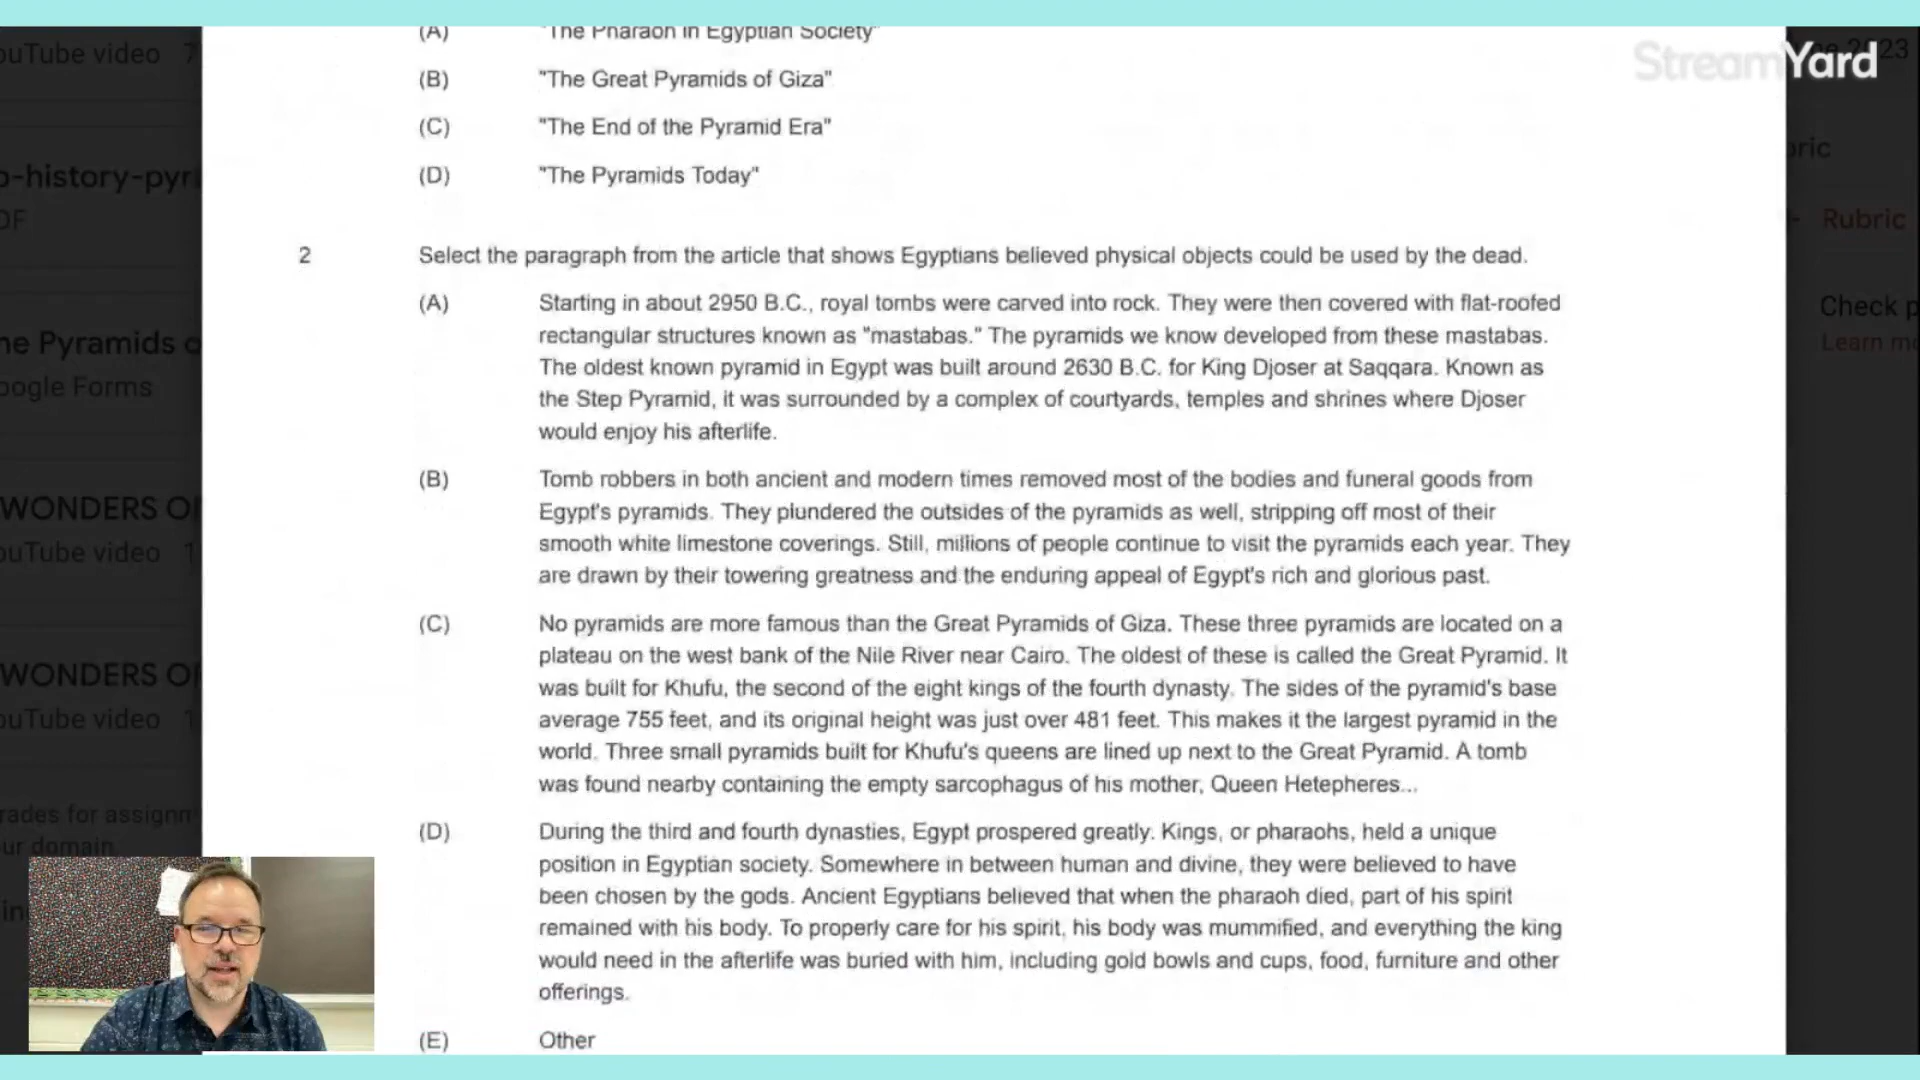 ouTube video 7
StreamYard
2023
(A) "The Pharaoh in Egyptian Society"
(B) "The Great Pyramids of Giza"
(C) "The End of the Pyramid Era"
(D) "The Pyramids Today"
o-history-pyr
DF
bric
Rubric
2 Select the paragraph from the article that shows Egyptians believed physical objects could be used by the dead.
(A) Starting in about 2950 B.C., royal tombs were carved into rock. They were then covered with flat-roofed
rectangular structures known as "mastabas." The pyramids we know developed from these mastabas.
The oldest known pyramid in Egypt was built around 2630 B.C. for King Djoser at Saqqara. Known as
the Step Pyramid, it was surrounded by a complex of courtyards, temples and shrines where Djoser
would enjoy his afterlife.
Check p
Learn mo
he Pyramids o
oogle Forms
(B) Tomb robbers in both ancient and modern times removed most of the bodies and funeral goods from
Egypt's pyramids. They plundered the outsides of the pyramids as well, stripping off most of their
smooth white limestone coverings. Still, millions of people continue to visit the pyramids each year. They
are drawn by their towering greatness and the enduring appeal of Egypt's rich and glorious past.
WONDERS OF
ouTube video 1
(C) No pyramids are more famous than the Great Pyramids of Giza. These three pyramids are located on a
plateau on the west bank of the Nile River near Cairo. The oldest of these is called the Great Pyramid. It
was built for Khufu, the second of the eight kings of the fourth dynasty. The sides of the pyramid's base
average 755 feet, and its original height was just over 481 feet. This makes it the largest pyramid in the
world. Three small pyramids built for Khufu's queens are lined up next to the Great Pyramid. A tomb
was found nearby containing the empty sarcophagus of his mother, Queen Hetepheres...
WONDERS OF
ouTube video 1
(D) During the third and fourth dynasties, Egypt prospered greatly. Kings, or pharaohs, held a unique
position in Egyptian society. Somewhere in between human and divine, they were believed to have
been chosen by the gods. Ancient Egyptians believed that when the pharaoh died, part of his spirit
remained with his body. To properly care for his spirit, his body was mummified, and everything the king
would need in the afterlife was buried with him, including gold bowls and cups, food, furniture and other
offerings.
rades for assignm
ur domain.
(E) Other